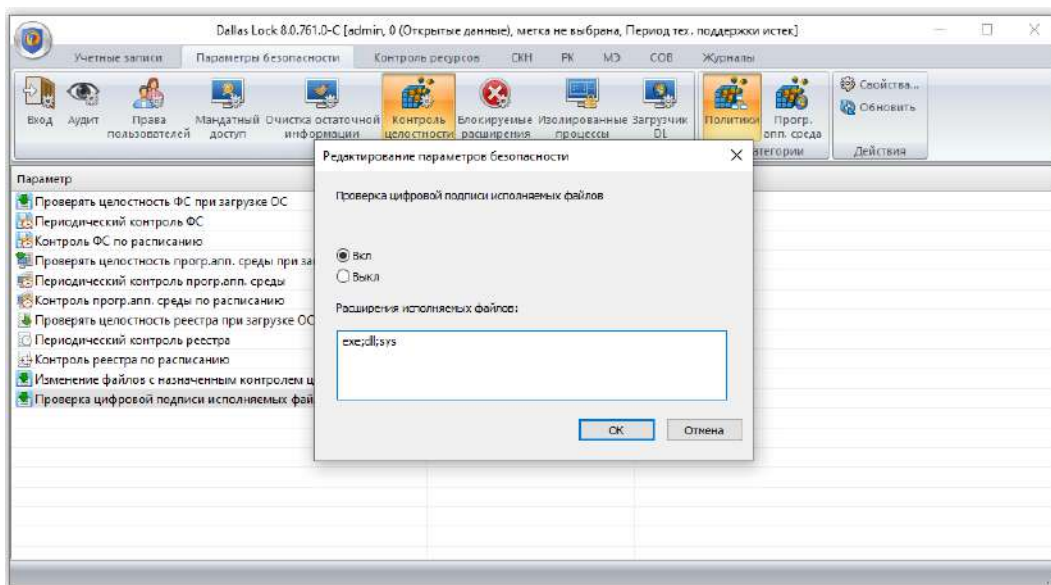 Dallas Lock 8.0.761.0-C [admin, 0 (Открытые данные), метка не выбрана, Период тех. поддержки истек]
Учетные записи Параметры безопасности Контроль ресурсов СКН РК МЭ СОВ Журналы
Вход Аудит Права пользователей Мандатный доступ Очистка остаточной информации Контроль целостности Блокируемые расширения Изолированные процессы Загрузчик DL Политики Прогр. апп. среда
Свойства...
Обновить
атегории Действия
Параметр
Проверять целостность ФС при загрузке ОС
Периодический контроль ФС
Контроль ФС по расписанию
Проверять целостность прогр.апп. среды при за
Периодический контроль прогр.апп. среды
Контроль прогр.апп. среды по расписанию
Проверять целостность реестра при загрузке ОС
Периодический контроль реестра
Контроль реестра по расписанию
Изменение файлов с назначенным контролем ц
Проверка цифровой подписи исполняемых фай
Редактирование параметров безопасности
Проверка цифровой подписи исполняемых файлов
Вкл
Выкл
Расширения исполняемых файлов:
exe;dll;sys
ОК Отмена